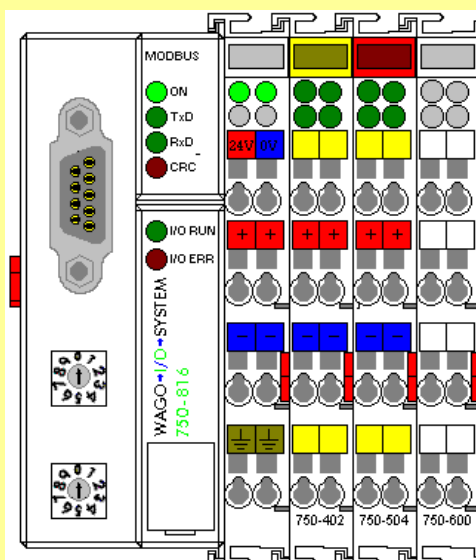 MODBUS
ON
TxD
RxD
CRC
I/O RUN
I/O ERR
WAGO➔I/O➔SYSTEM
750-816
24V 0V
+ + + + + +
- - - - - -
750-402 750-504 750-600